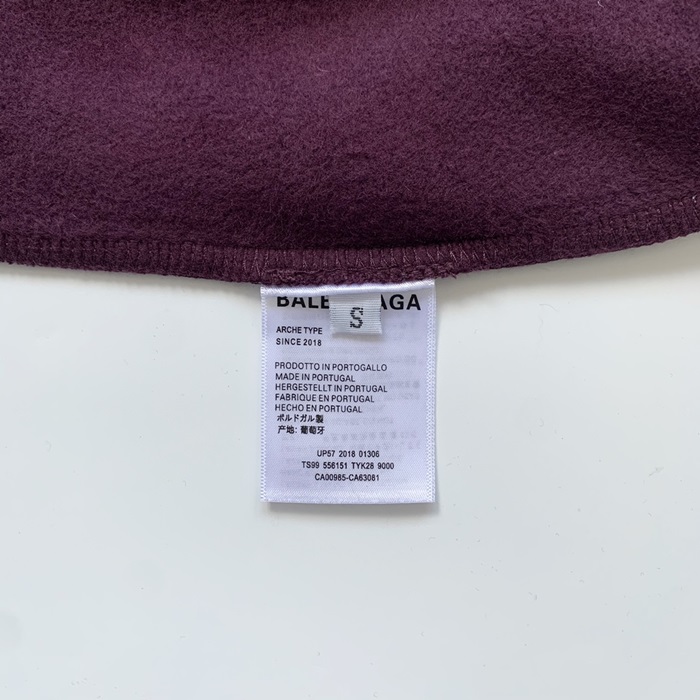 BALE AGA
S
ARCHE TYPE
SINCE 2018
PRODOTTO IN PORTOGALLO
MADE IN PORTUGAL
HERGESTELLT IN PORTUGAL
FABRIQUE EN PORTUGAL
HECHO EN PORTUGAL
ポルドガル製
产地: 葡萄牙
UP57 2018 01306
TS99 556151 TYK28 9000
CA00985-CA63081